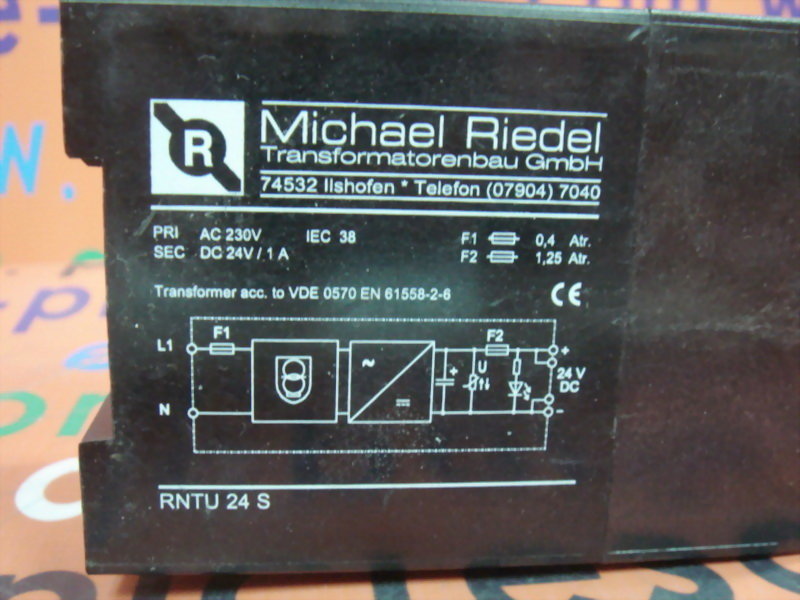 R
Michael Riedel
Transformatorenbau GmbH
74532 Ilshofen * Telefon (07904) 7040
PRI AC 230V IEC 38 F1 0,4 Atr.
SEC DC 24V / 1 A F2 1,25 Atr.
Transformer acc. to VDE 0570 EN 61558-2-6 CE
F1 F2
L1 ~ + U +
24 V
DC
N -
RNTU 24 S